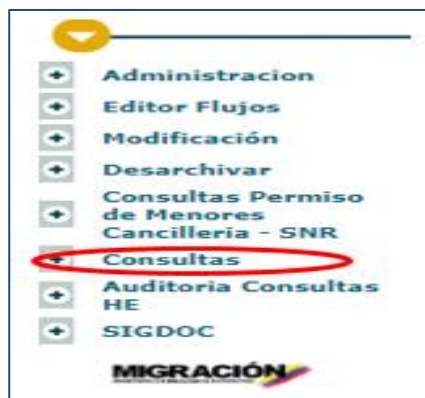 Administracion
Editor Flujos
Modificación
Desarchivar
Consultas Permiso
de Menores
Cancilleria - SNR
Consultas
Auditoria Consultas
HE
SIGDOC
MIGRACIÓN